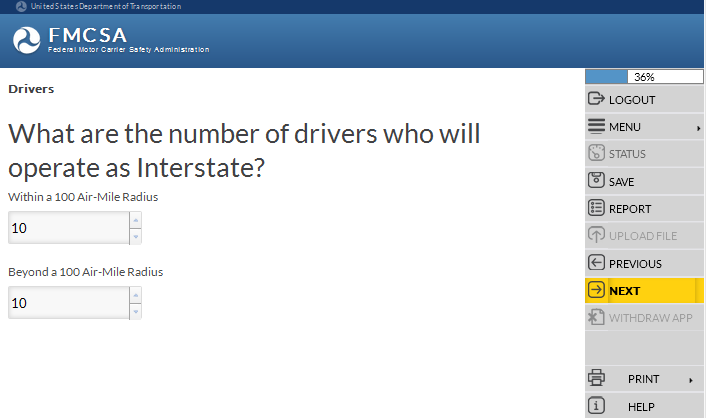 United States Department of Transportation
FMCSA
Federal Motor Carrier Safety Administration
Drivers
What are the number of drivers who will
operate as Interstate?
Within a 100 Air-Mile Radius
10
Beyond a 100 Air-Mile Radius
10
36%
LOGOUT
MENU
STATUS
SAVE
REPORT
UPLOAD FILE
PREVIOUS
NEXT
WITHDRAW APP
PRINT
HELP